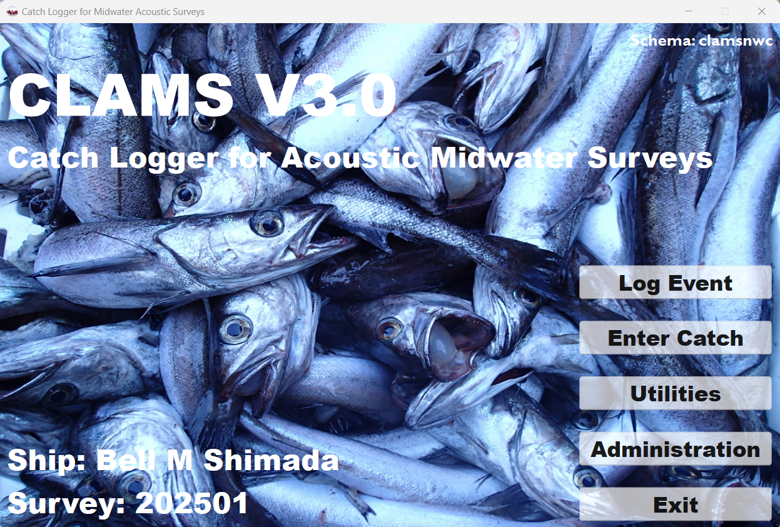 Catch Logger for Midwater Acoustic Surveys
Schema: clamsnwc
CLAMS V3.0
Catch Logger for Acoustic Midwater Surveys
Log Event
Enter Catch
Utilities
Administration
Exit
Ship: Bell M Shimada
Survey: 202501